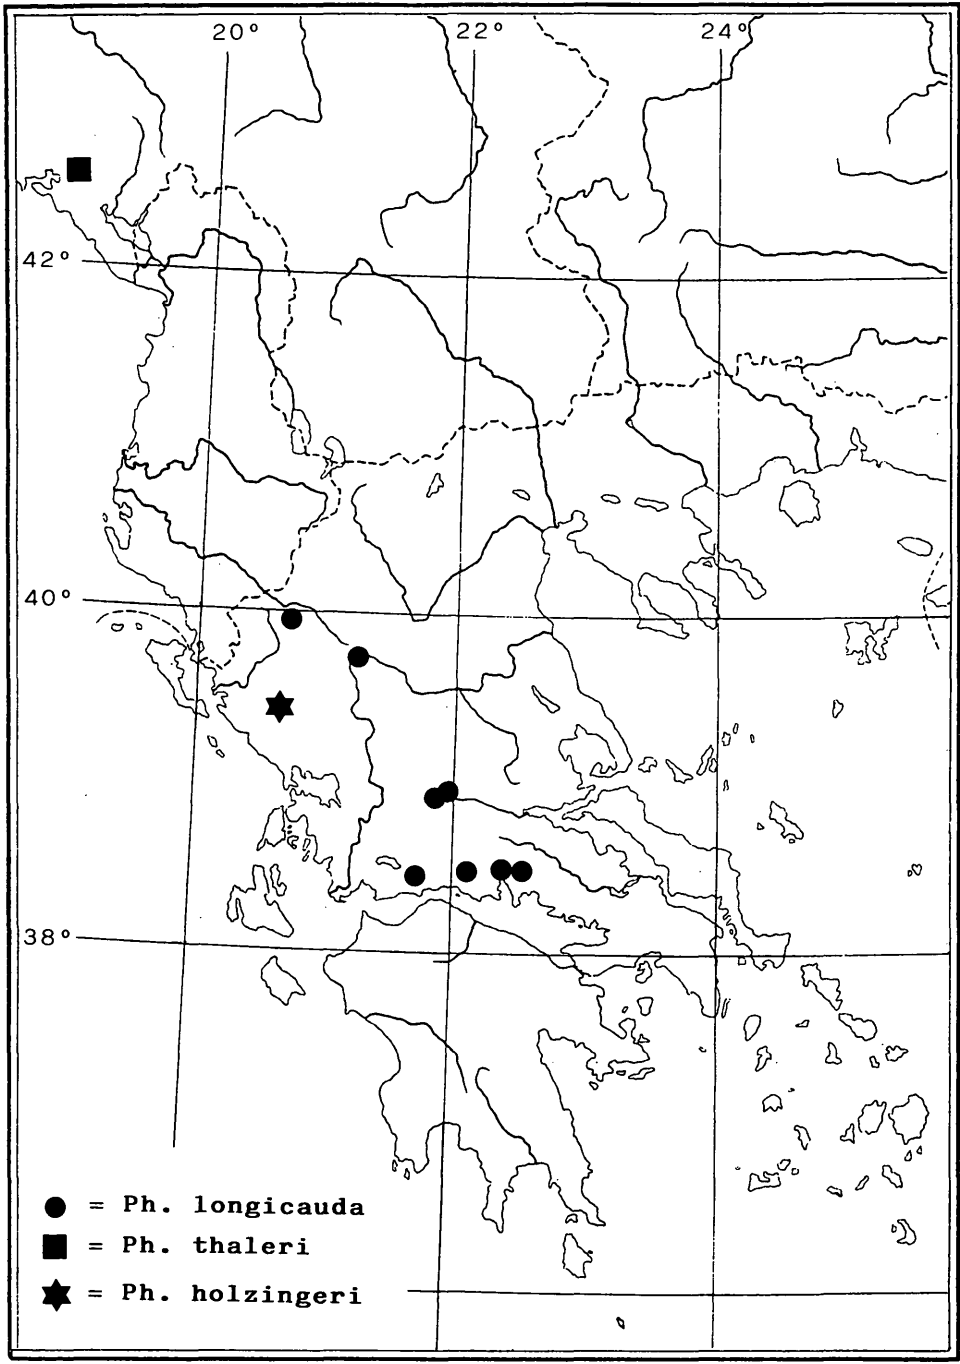 20° 22° 24°
42°
40°
38°
= Ph. longicauda
= Ph. thaleri
= Ph. holzingeri